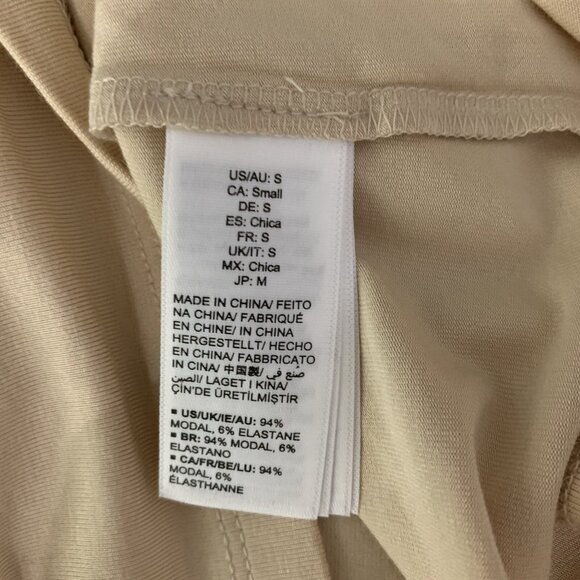 US/AU: S
CA: Small
DE: S
ES: Chica
FR: S
UK/IT: S
MX: Chica
JP: M
MADE IN CHINA/ FEITO
NA CHINA/ FABRIQUÉ
EN CHINE/ IN CHINA
HERGESTELLT/ HECHO
EN CHINA/ FABBRICATO
IN CINA/ 中国製/ صنع في
الصين/ LAGET I KINA/
ÇİN'DE ÜRETİLMİŞTİR
■ US/UK/IE/AU: 94%
MODAL, 6% ELASTANE
■ BR: 94% MODAL, 6%
ELASTANO
■ CA/FR/BE/LU: 94%
MODAL, 6%
ÉLASTHANNE